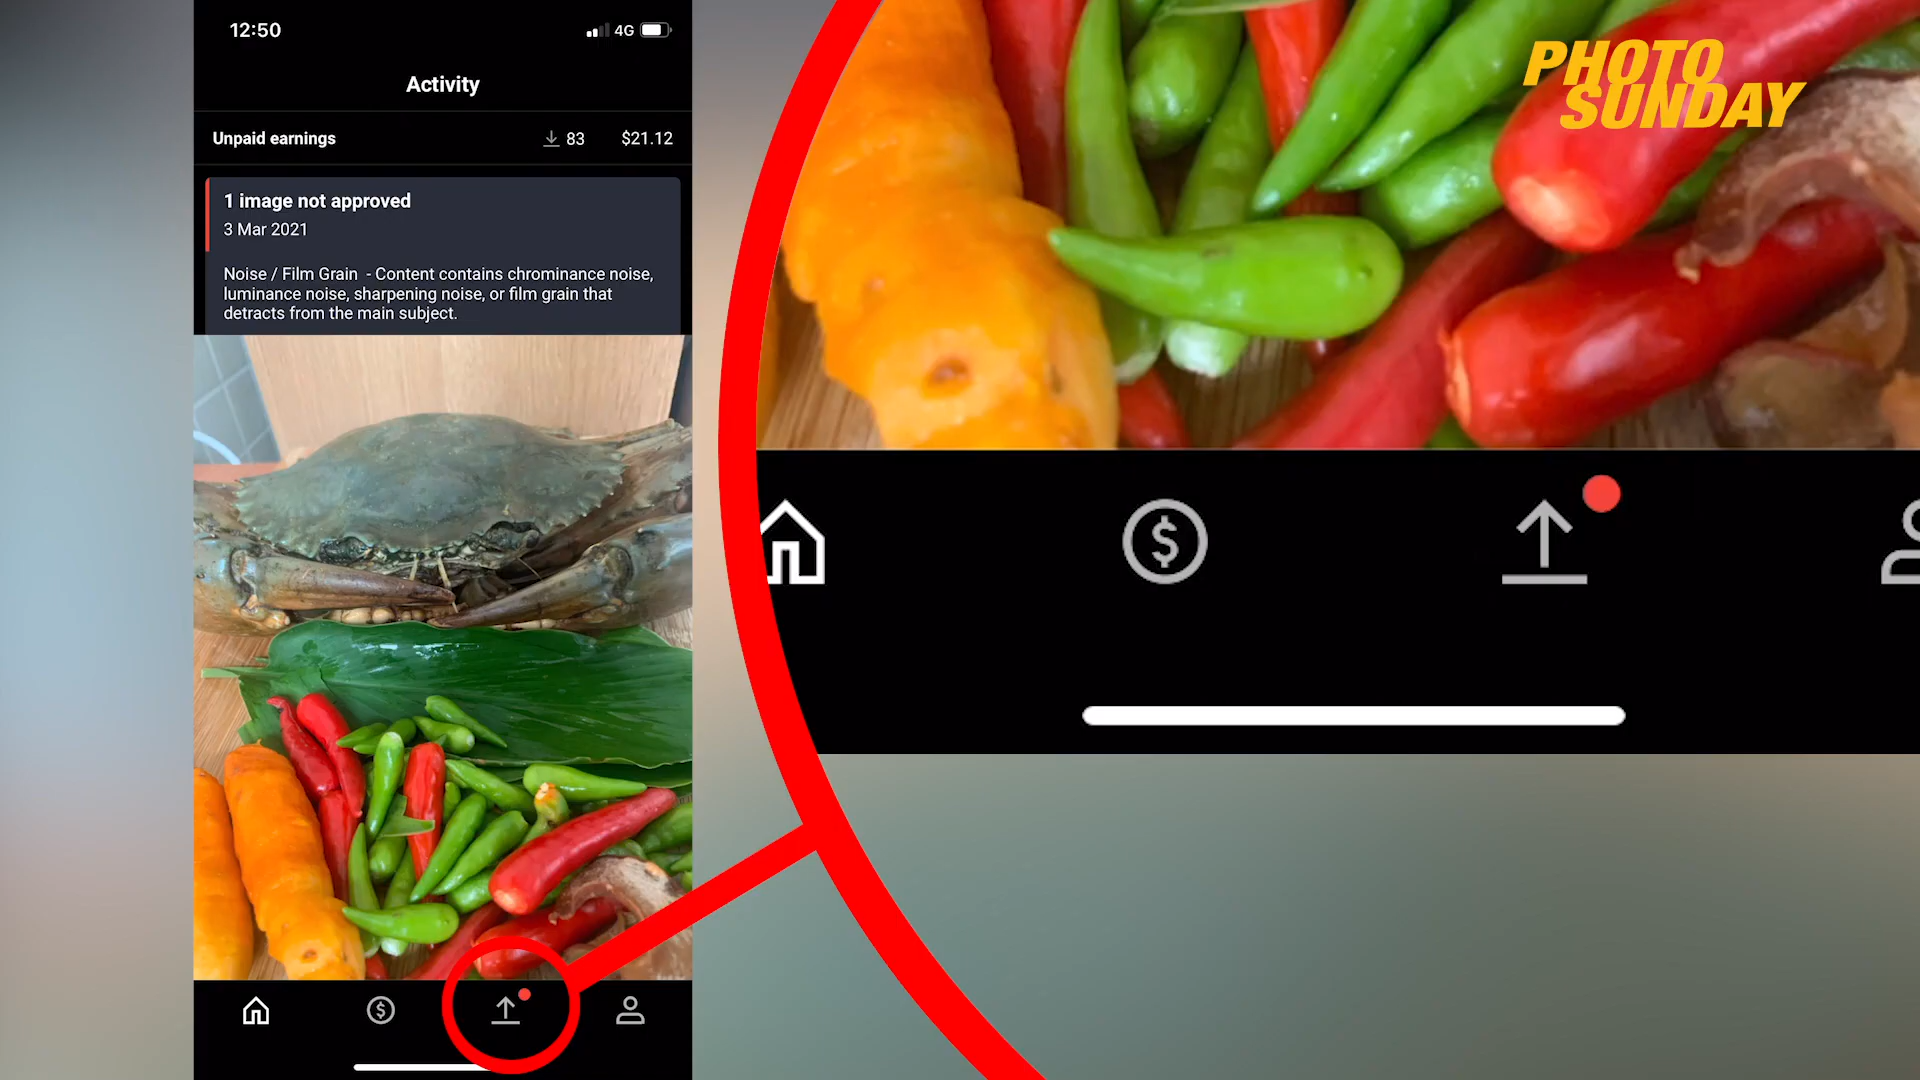 12:50
4G
Activity
Unpaid earnings 83 $21.12
1 image not approved
3 Mar 2021
Noise / Film Grain - Content contains chrominance noise,
luminance noise, sharpening noise, or film grain that
detracts from the main subject.
PHOTO
SUNDAY